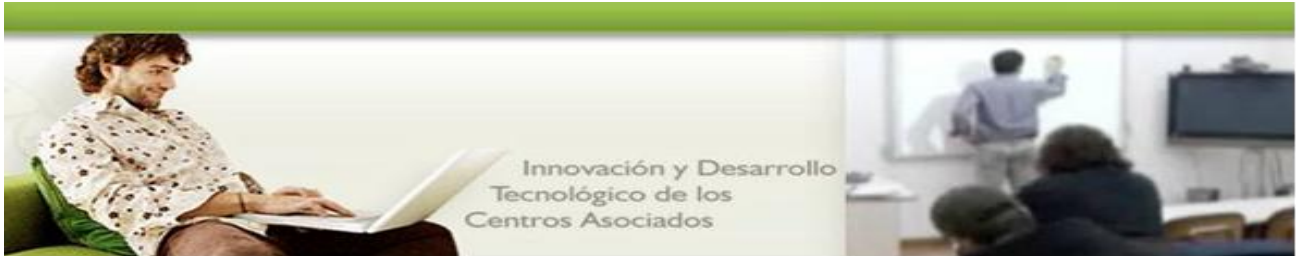 Innovación y Desarrollo
Tecnológico de los
Centros Asociados